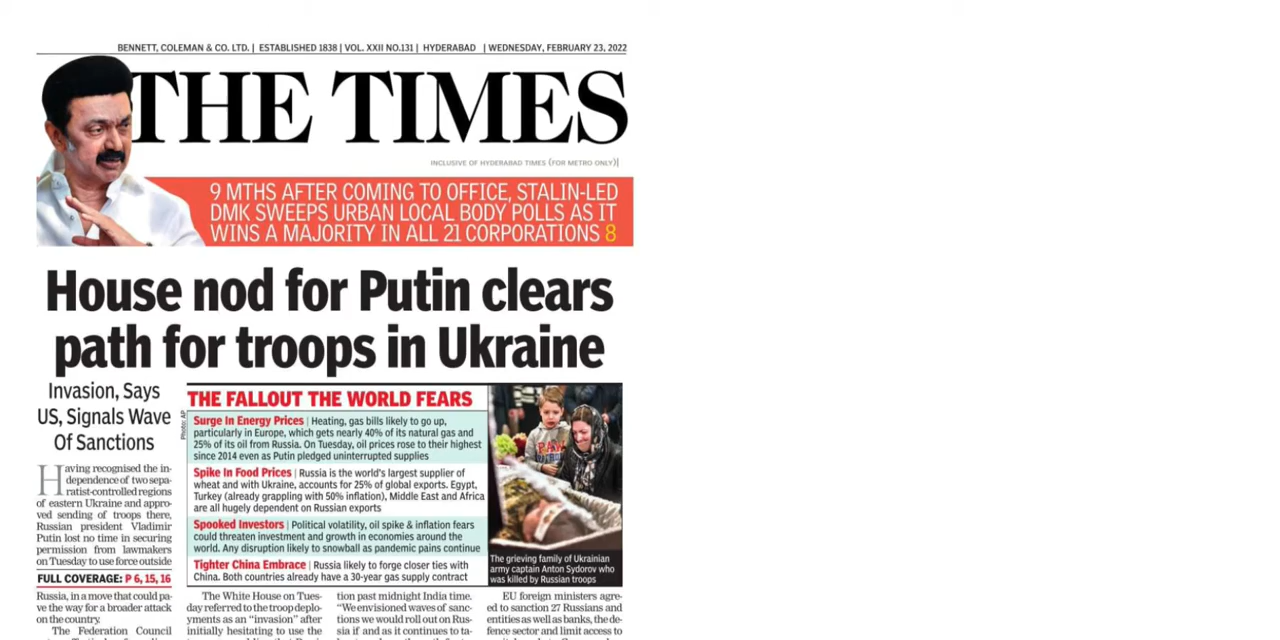 BENNETT, COLEMAN & CO. LTD. | ESTABLISHED 1838 | VOL. XXII NO.131 | HYDERABAD | WEDNESDAY, FEBRUARY 23, 2022
THE TIMES
INCLUSIVE OF HYDERABAD TIMES (FOR METRO ONLY)|
9 MTHS AFTER COMING TO OFFICE, STALIN-LED
DMK SWEEPS URBAN LOCAL BODY POLLS AS IT
WINS A MAJORITY IN ALL 21 CORPORATIONS 8
House nod for Putin clears
path for troops in Ukraine
Invasion, Says
US, Signals Wave
Of Sanctions
Having recognised the in-
dependence of two sepa-
ratist-controlled regions
of eastern Ukraine and appro-
ved sending of troops there,
Russian president Vladimir
Putin lost no time in securing
permission from lawmakers
on Tuesday to use force outside
FULL COVERAGE: P 6, 15, 16
Russia, in a move that could pa-
ve the way for a broader attack
on the country.
The Federation Council
Photo: AP
THE FALLOUT THE WORLD FEARS
Surge In Energy Prices | Heating, gas bills likely to go up,
particularly in Europe, which gets nearly 40% of its natural gas and
25% of its oil from Russia. On Tuesday, oil prices rose to their highest
since 2014 even as Putin pledged uninterrupted supplies
Spike In Food Prices | Russia is the world's largest supplier of
wheat and with Ukraine, accounts for 25% of global exports. Egypt,
Turkey (already grappling with 50% inflation), Middle East and Africa
are all hugely dependent on Russian exports
Spooked Investors | Political volatility, oil spike & inflation fears
could threaten investment and growth in economies around the
world. Any disruption likely to snowball as pandemic pains continue
Tighter China Embrace | Russia likely to forge closer ties with
China. Both countries already have a 30-year gas supply contract
The grieving family of Ukrainian
army captain Anton Sydorov who
was killed by Russian troops
The White House on Tues-
day referred to the troop deplo-
yments as an “invasion” after
initially hesitating to use the
tion past midnight India time.
“We envisioned waves of sanc-
tions we would roll out on Rus-
sia if and as it continues to ta-
EU foreign ministers agre-
ed to sanction 27 Russians and
entities as well as banks, the de-
fence sector and limit access to